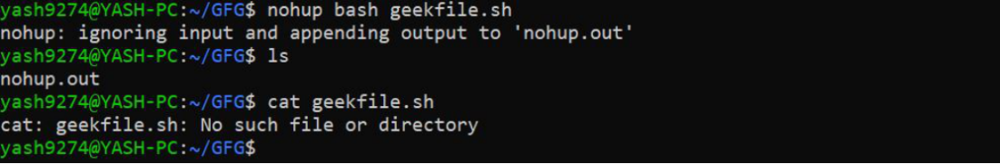 yash9274@YASH-PC:~/GFG$ nohup bash geekfile.sh
nohup: ignoring input and appending output to 'nohup.out'
yash9274@YASH-PC:~/GFG$ ls
nohup.out
yash9274@YASH-PC:~/GFG$ cat geekfile.sh
cat: geekfile.sh: No such file or directory
yash9274@YASH-PC:~/GFG$